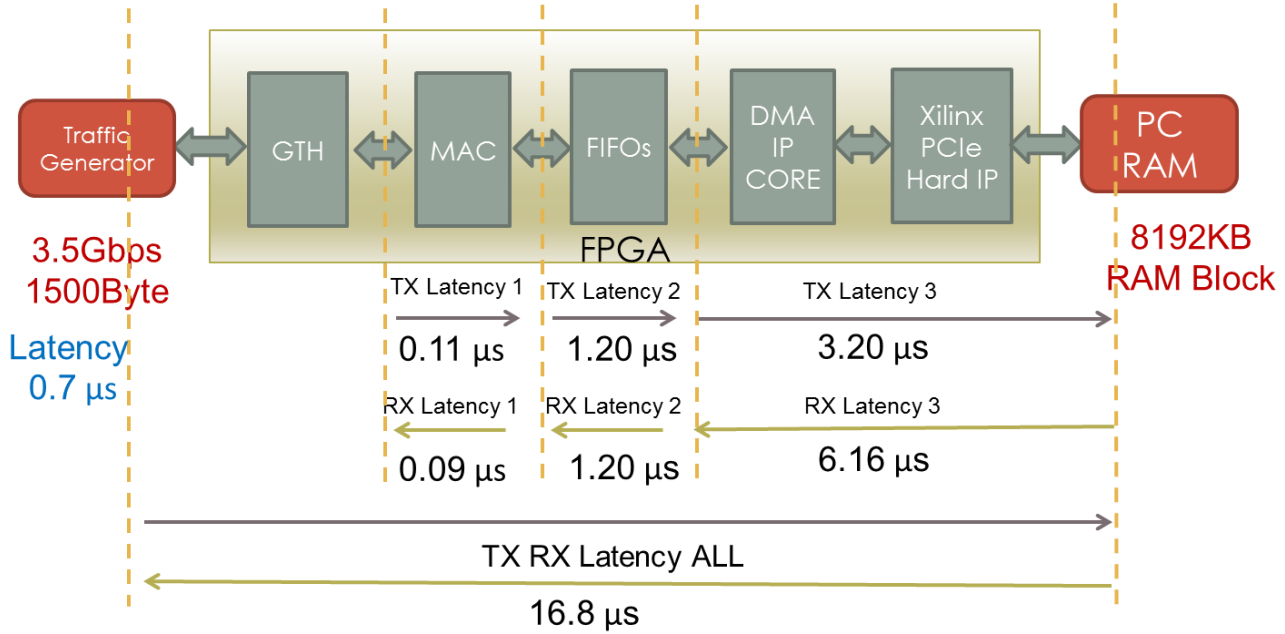 Traffic
Generator
GTH
MAC
FIFOs
DMA
IP
CORE
Xilinx
PCIe
Hard IP
PC
RAM
FPGA
3.5Gbps
1500Byte
8192KB
RAM Block
Latency
0.7 µs
TX Latency 1
TX Latency 2
TX Latency 3
0.11 µs
1.20 µs
3.20 µs
RX Latency 1
RX Latency 2
RX Latency 3
0.09 µs
1.20 µs
6.16 µs
TX RX Latency ALL
16.8 µs